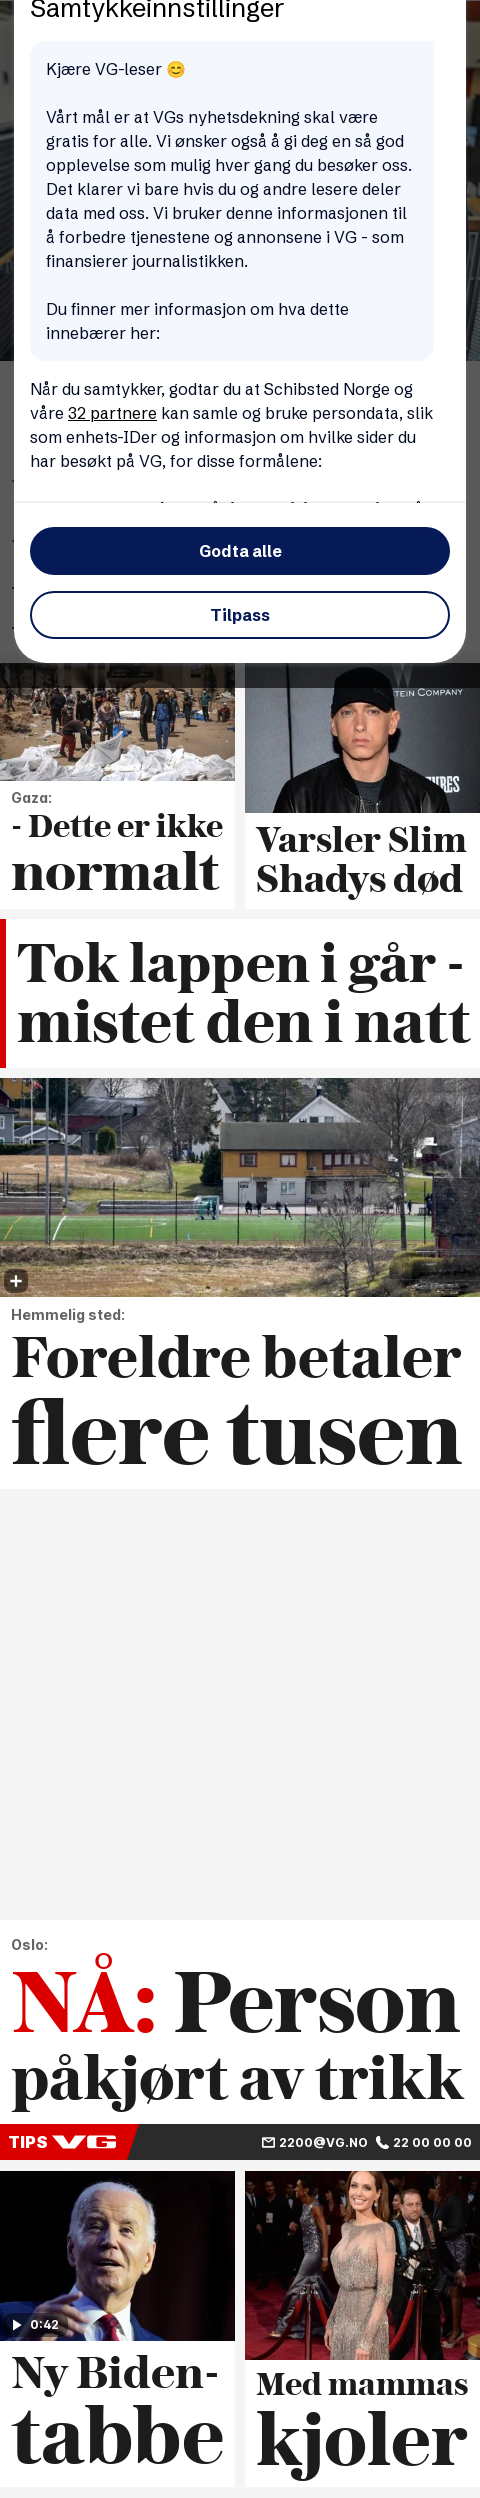 Samtykkeinnstillinger
Kjære VG-leser 😊
Vårt mål er at VGs nyhetsdekning skal være
gratis for alle. Vi ønsker også å gi deg en så god
opplevelse som mulig hver gang du besøker oss.
Det klarer vi bare hvis du og andre lesere deler
data med oss. Vi bruker denne informasjonen til
å forbedre tjenestene og annonsene i VG - som
finansierer journalistikken.
Du finner mer informasjon om hva dette
innebærer her:
Når du samtykker, godtar du at Schibsted Norge og
våre 32 partnere kan samle og bruke persondata, slik
som enhets-IDer og informasjon om hvilke sider du
har besøkt på VG, for disse formålene:
Godta alle
Tilpass
Gaza:
- Dette er ikke
normalt
Varsler Slim
Shadys død
Tok lappen i går -
mistet den i natt
Hemmelig sted:
Foreldre betaler
flere tusen
Oslo:
NÅ: Person
påkjørt av trikk
TIPS VG 2200@VG.NO 22 00 00 00
0:42
Ny Biden-
tabbe
Med mammas
kjoler